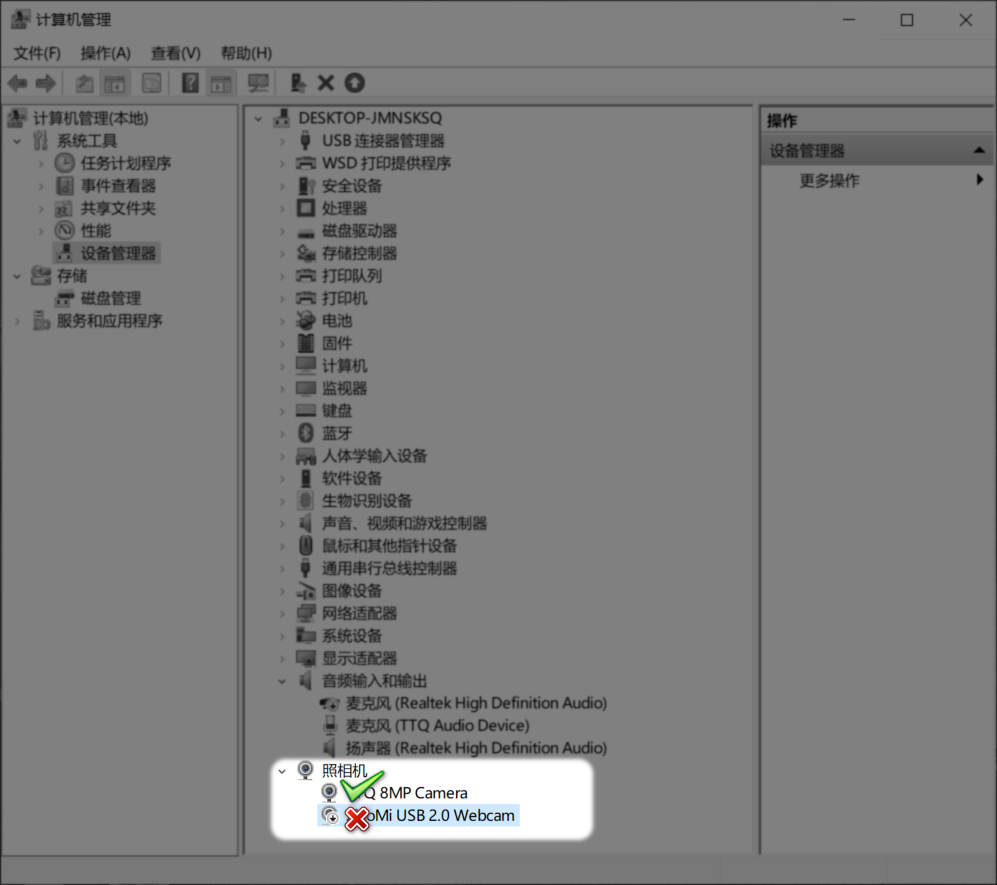 计算机管理
文件(F) 操作(A) 查看(V) 帮助(H)
计算机管理(本地)
系统工具
任务计划程序
事件查看器
共享文件夹
性能
设备管理器
存储
磁盘管理
服务和应用程序
DESKTOP-JMNSKSQ
USB 连接器管理器
WSD 打印提供程序
安全设备
处理器
磁盘驱动器
存储控制器
打印队列
打印机
电池
固件
计算机
监视器
键盘
蓝牙
人体学输入设备
软件设备
生物识别设备
声音、视频和游戏控制器
鼠标和其他指针设备
通用串行总线控制器
图像设备
网络适配器
系统设备
显示适配器
音频输入和输出
麦克风 (Realtek High Definition Audio)
麦克风 (TTQ Audio Device)
扬声器 (Realtek High Definition Audio)
照相机
Q 8MP Camera
oMi USB 2.0 Webcam
操作
设备管理器
更多操作